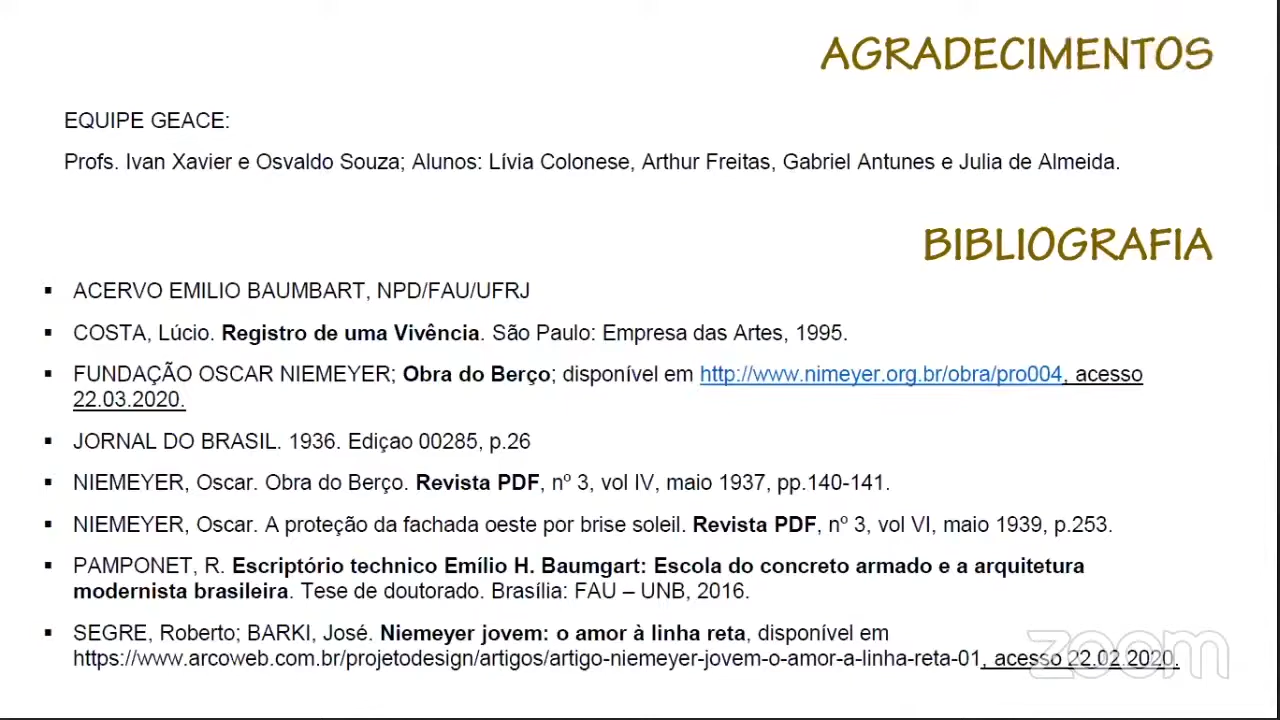 AGRADECIMENTOS
EQUIPE GEACE:
Profs. Ivan Xavier e Osvaldo Souza; Alunos: Lívia Colonese, Arthur Freitas, Gabriel Antunes e Julia de Almeida.
BIBLIOGRAFIA
▪ ACERVO EMILIO BAUMBART, NPD/FAU/UFRJ
▪ COSTA, Lúcio. Registro de uma Vivência. São Paulo: Empresa das Artes, 1995.
▪ FUNDAÇÃO OSCAR NIEMEYER; Obra do Berço; disponível em http://www.nimeyer.org.br/obra/pro004, acesso
22.03.2020.
▪ JORNAL DO BRASIL. 1936. Ediçao 00285, p.26
▪ NIEMEYER, Oscar. Obra do Berço. Revista PDF, nº 3, vol IV, maio 1937, pp.140-141.
▪ NIEMEYER, Oscar. A proteção da fachada oeste por brise soleil. Revista PDF, nº 3, vol VI, maio 1939, p.253.
▪ PAMPONET, R. Escriptório technico Emílio H. Baumgart: Escola do concreto armado e a arquitetura
modernista brasileira. Tese de doutorado. Brasília: FAU – UNB, 2016.
▪ SEGRE, Roberto; BARKI, José. Niemeyer jovem: o amor à linha reta, disponível em
https://www.arcoweb.com.br/projetodesign/artigos/artigo-niemeyer-jovem-o-amor-a-linha-reta-01, acesso 22.02.2020.
zoom